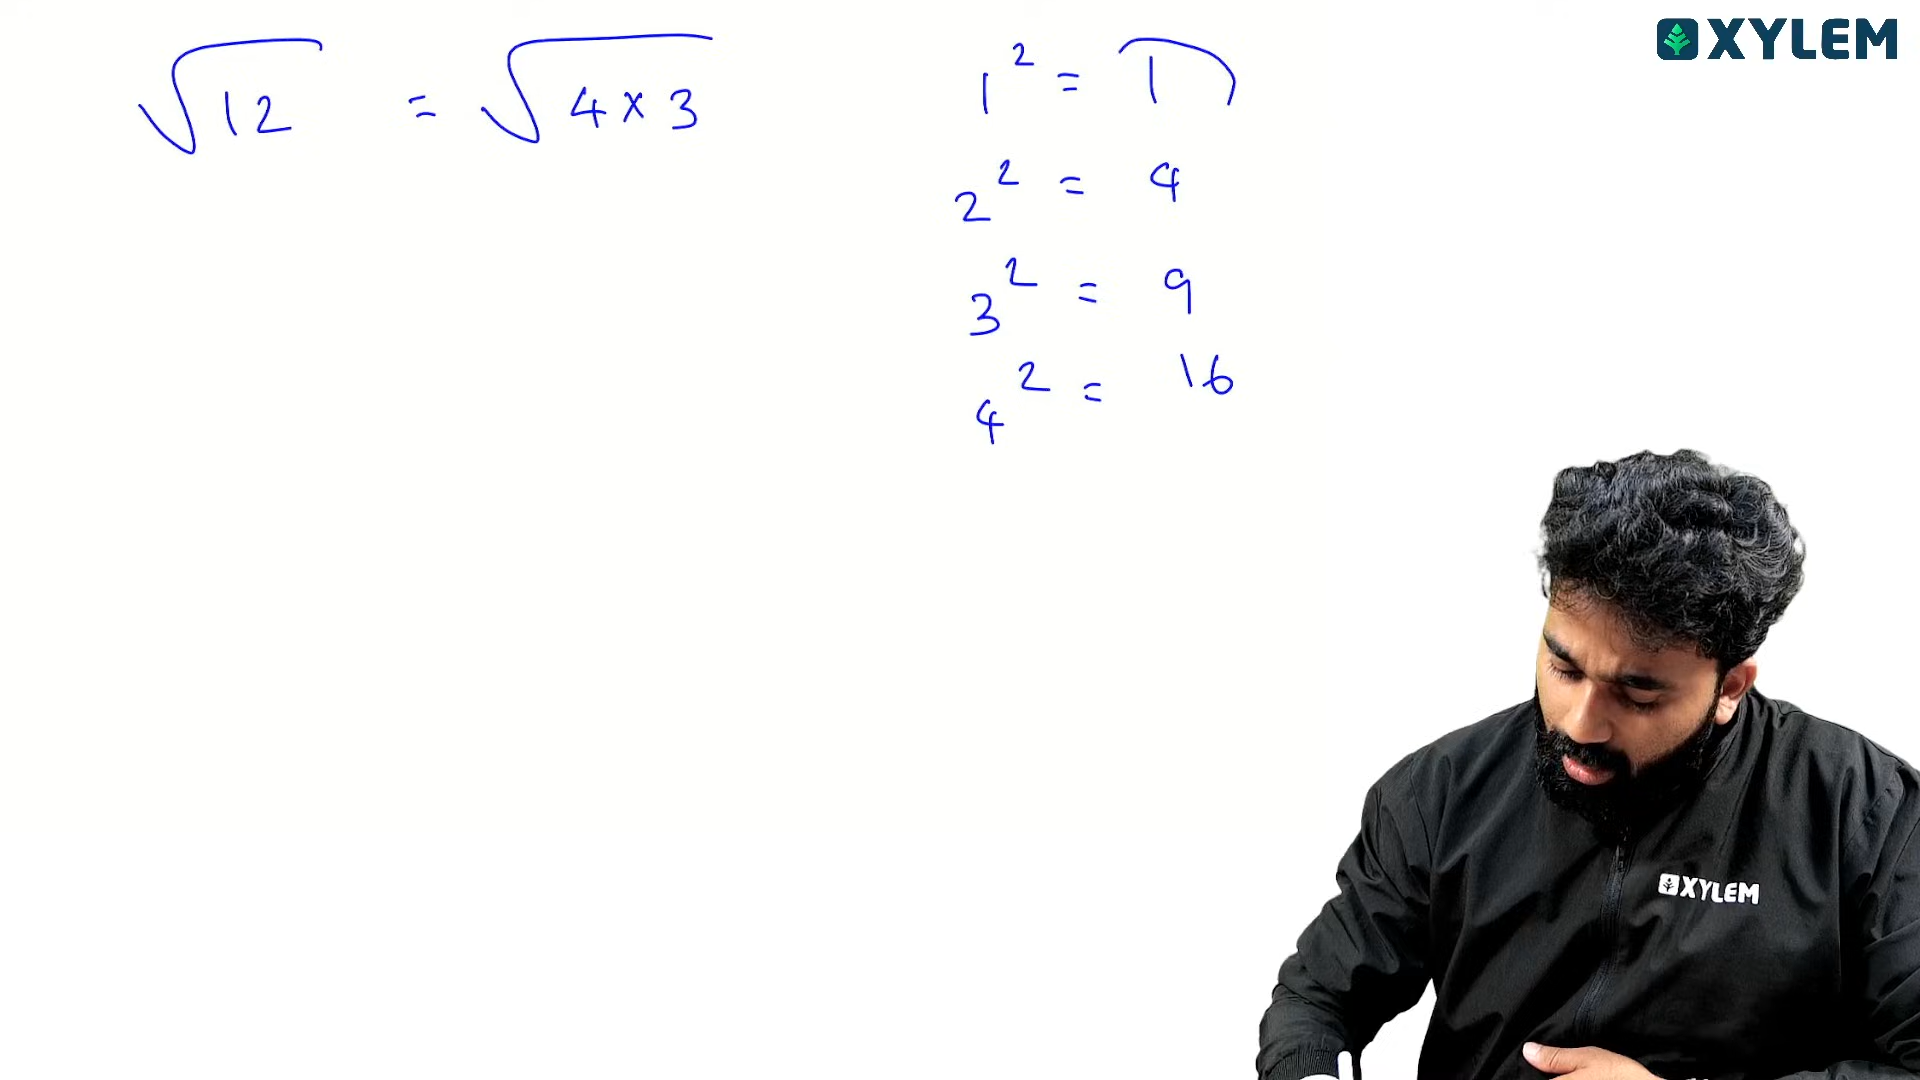 √12 = √4 × 3
1² = 1
2² = 4
3² = 9
4² = 16
XYLEM
XYLEM